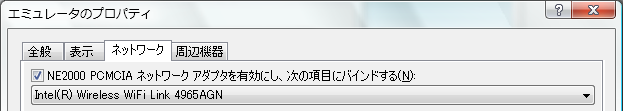 エミュレータのプロパティ
全般 表示 ネットワーク 周辺機器
NE2000 PCMCIA ネットワーク アダプタを有効にし、次の項目にバインドする(N):
Intel(R) Wireless WiFi Link 4965AGN